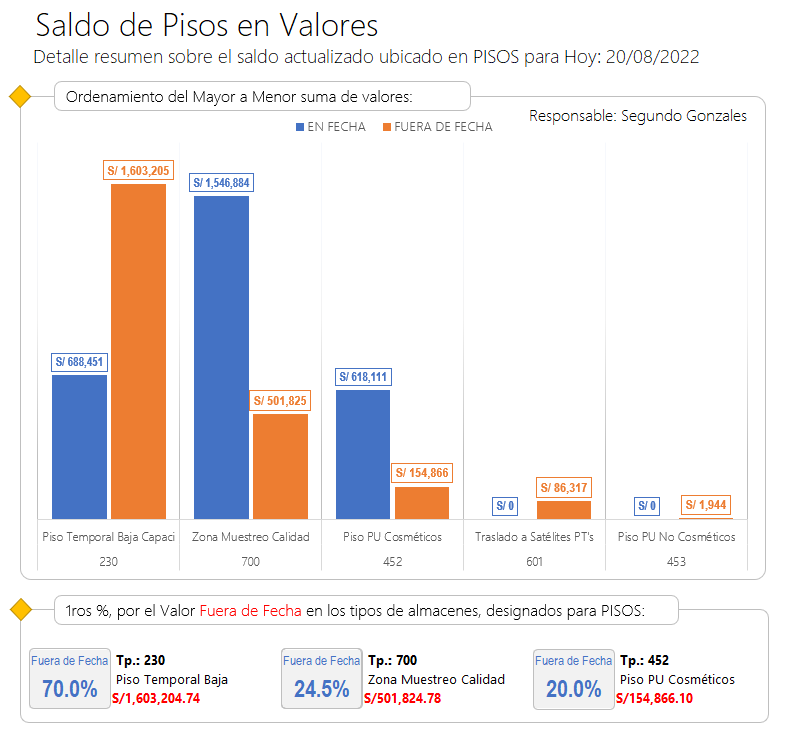 Saldo de Pisos en Valores
Detalle resumen sobre el saldo actualizado ubicado en PISOS para Hoy: 20/08/2022
Ordenamiento del Mayor a Menor suma de valores:
Responsable: Segundo Gonzales
EN FECHA FUERA DE FECHA
S/ 1,603,205
S/ 1,546,884
S/ 688,451
S/ 618,111
S/ 501,825
S/ 154,866
S/ 86,317
S/ 0
S/ 0
S/ 1,944
Piso Temporal Baja Capaci Zona Muestreo Calidad Piso PU Cosméticos Traslado a Satélites PT's Piso PU No Cosméticos
230 700 452 601 453
1ros %, por el Valor Fuera de Fecha en los tipos de almacenes, designados para PISOS:
Fuera de Fecha Tp.: 230
Piso Temporal Baja
70.0%
S/1,603,204.74
Fuera de Fecha Tp.: 700
Zona Muestreo Calidad
24.5%
S/501,824.78
Fuera de Fecha Tp.: 452
Piso PU Cosméticos
20.0%
S/154,866.10